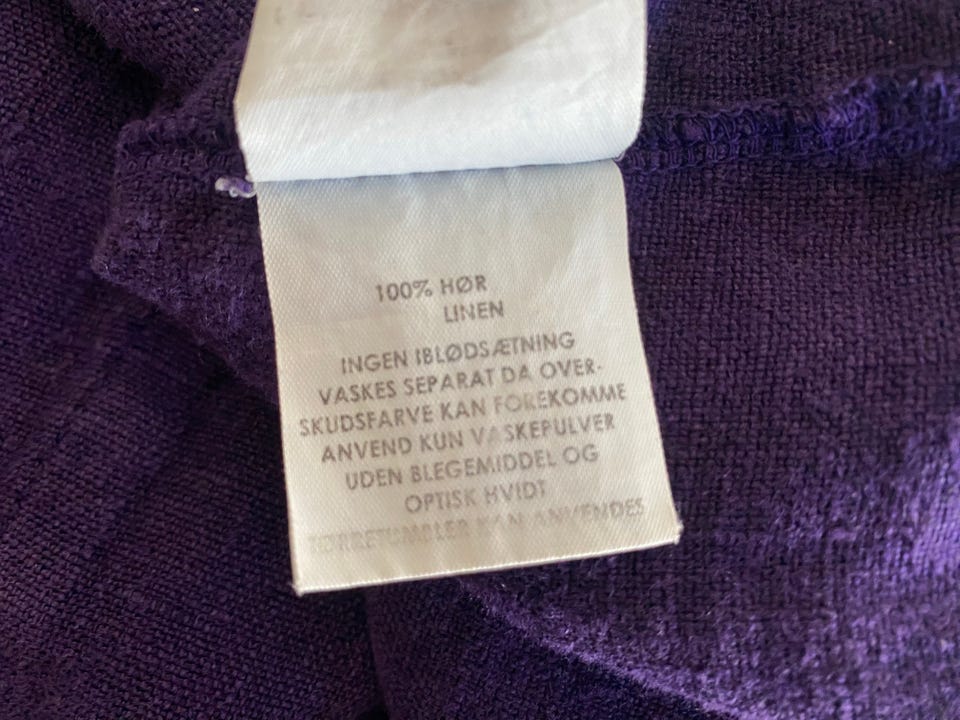 100% HØR
LINEN
INGEN IBLØDSÆTNING
VASKES SEPARAT DA OVER-
SKUDSFARVE KAN FOREKOMME
ANVEND KUN VASKEPULVER
UDEN BLEGEMIDDEL OG
OPTISK HVIDT
TØRRETUMBLER KAN ANVENDES